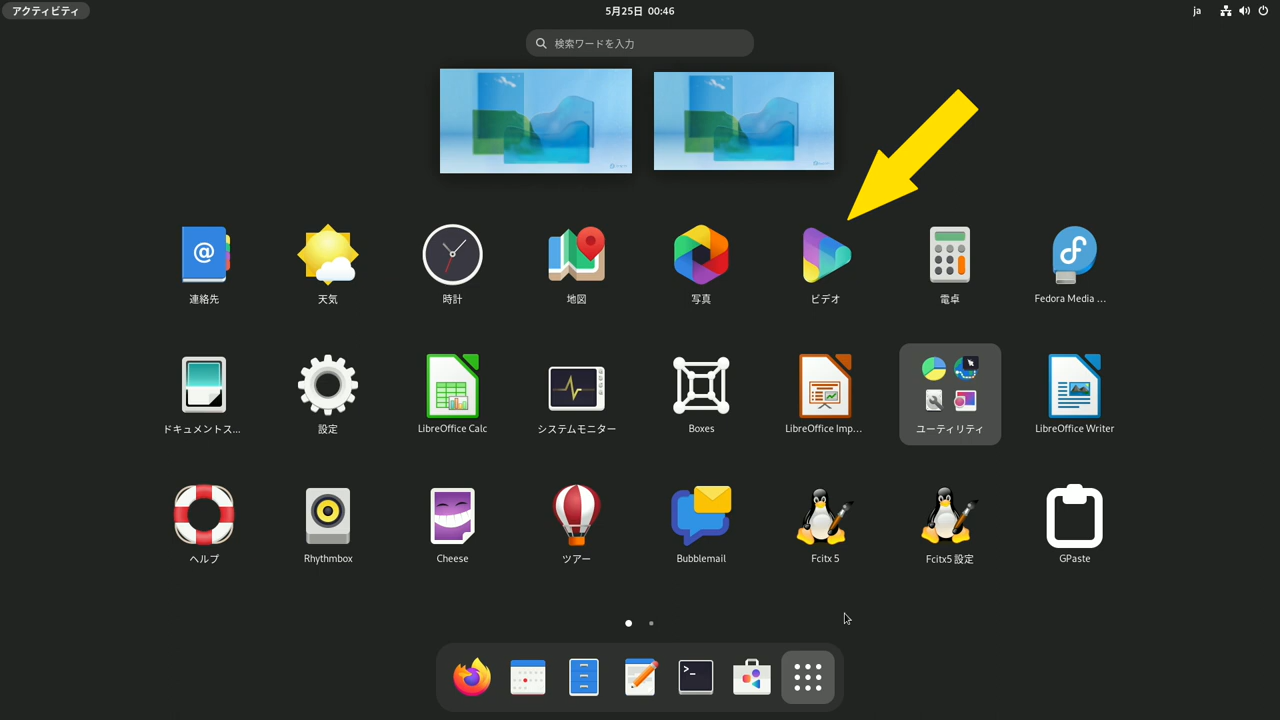 アクティビティ
5月25日 00:46
ja
検索ワードを入力
連絡先
天気
時計
地図
写真
ビデオ
電卓
Fedora Media ...
ドキュメントス...
設定
LibreOffice Calc
システムモニター
Boxes
LibreOffice Imp...
ユーティリティ
LibreOffice Writer
ヘルプ
Rhythmbox
Cheese
ツアー
Bubblemail
Fcitx 5
Fcitx5 設定
GPaste